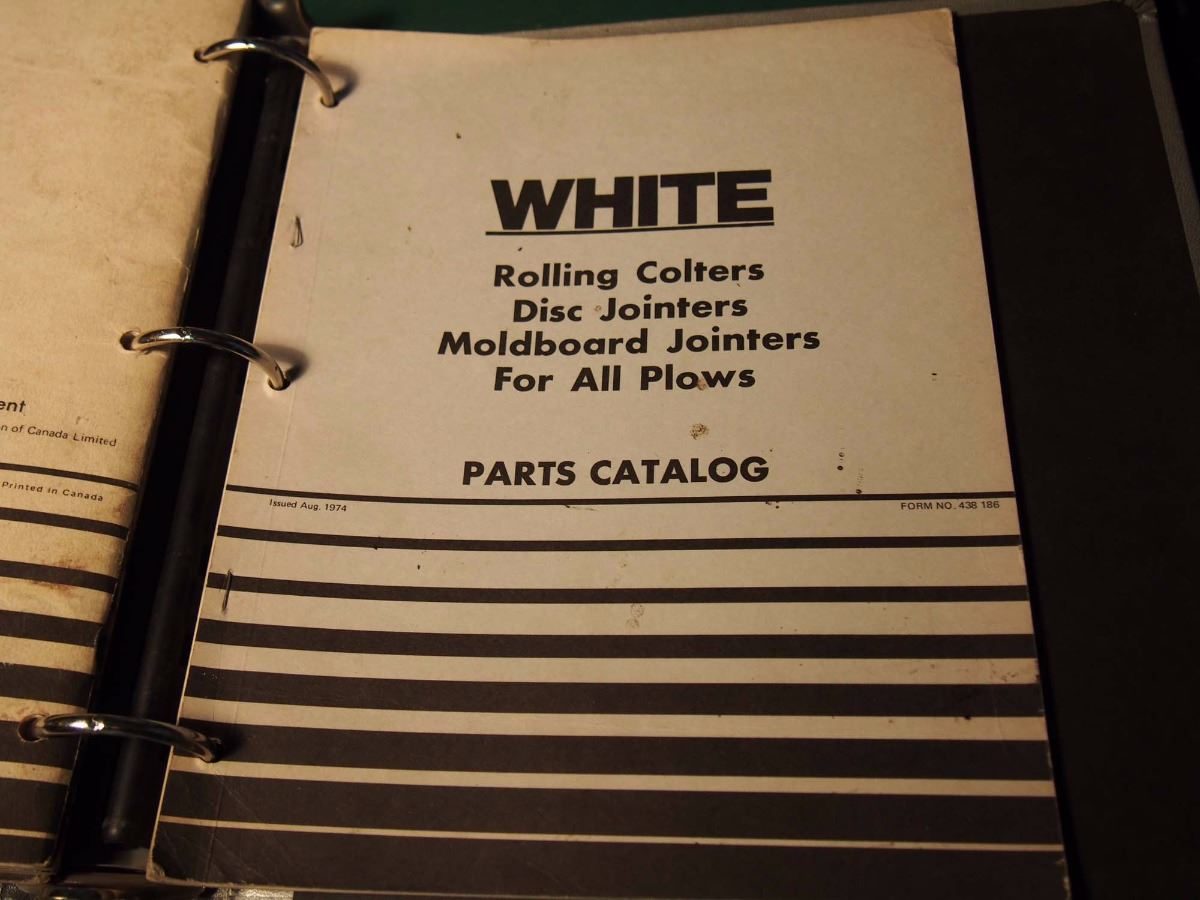 ent
n of Canada Limited
Printed in Canada
WHITE
Rolling Colters
Disc Jointers
Moldboard Jointers
For All Plows
PARTS CATALOG
Issued Aug. 1974
FORM NO. 438 186